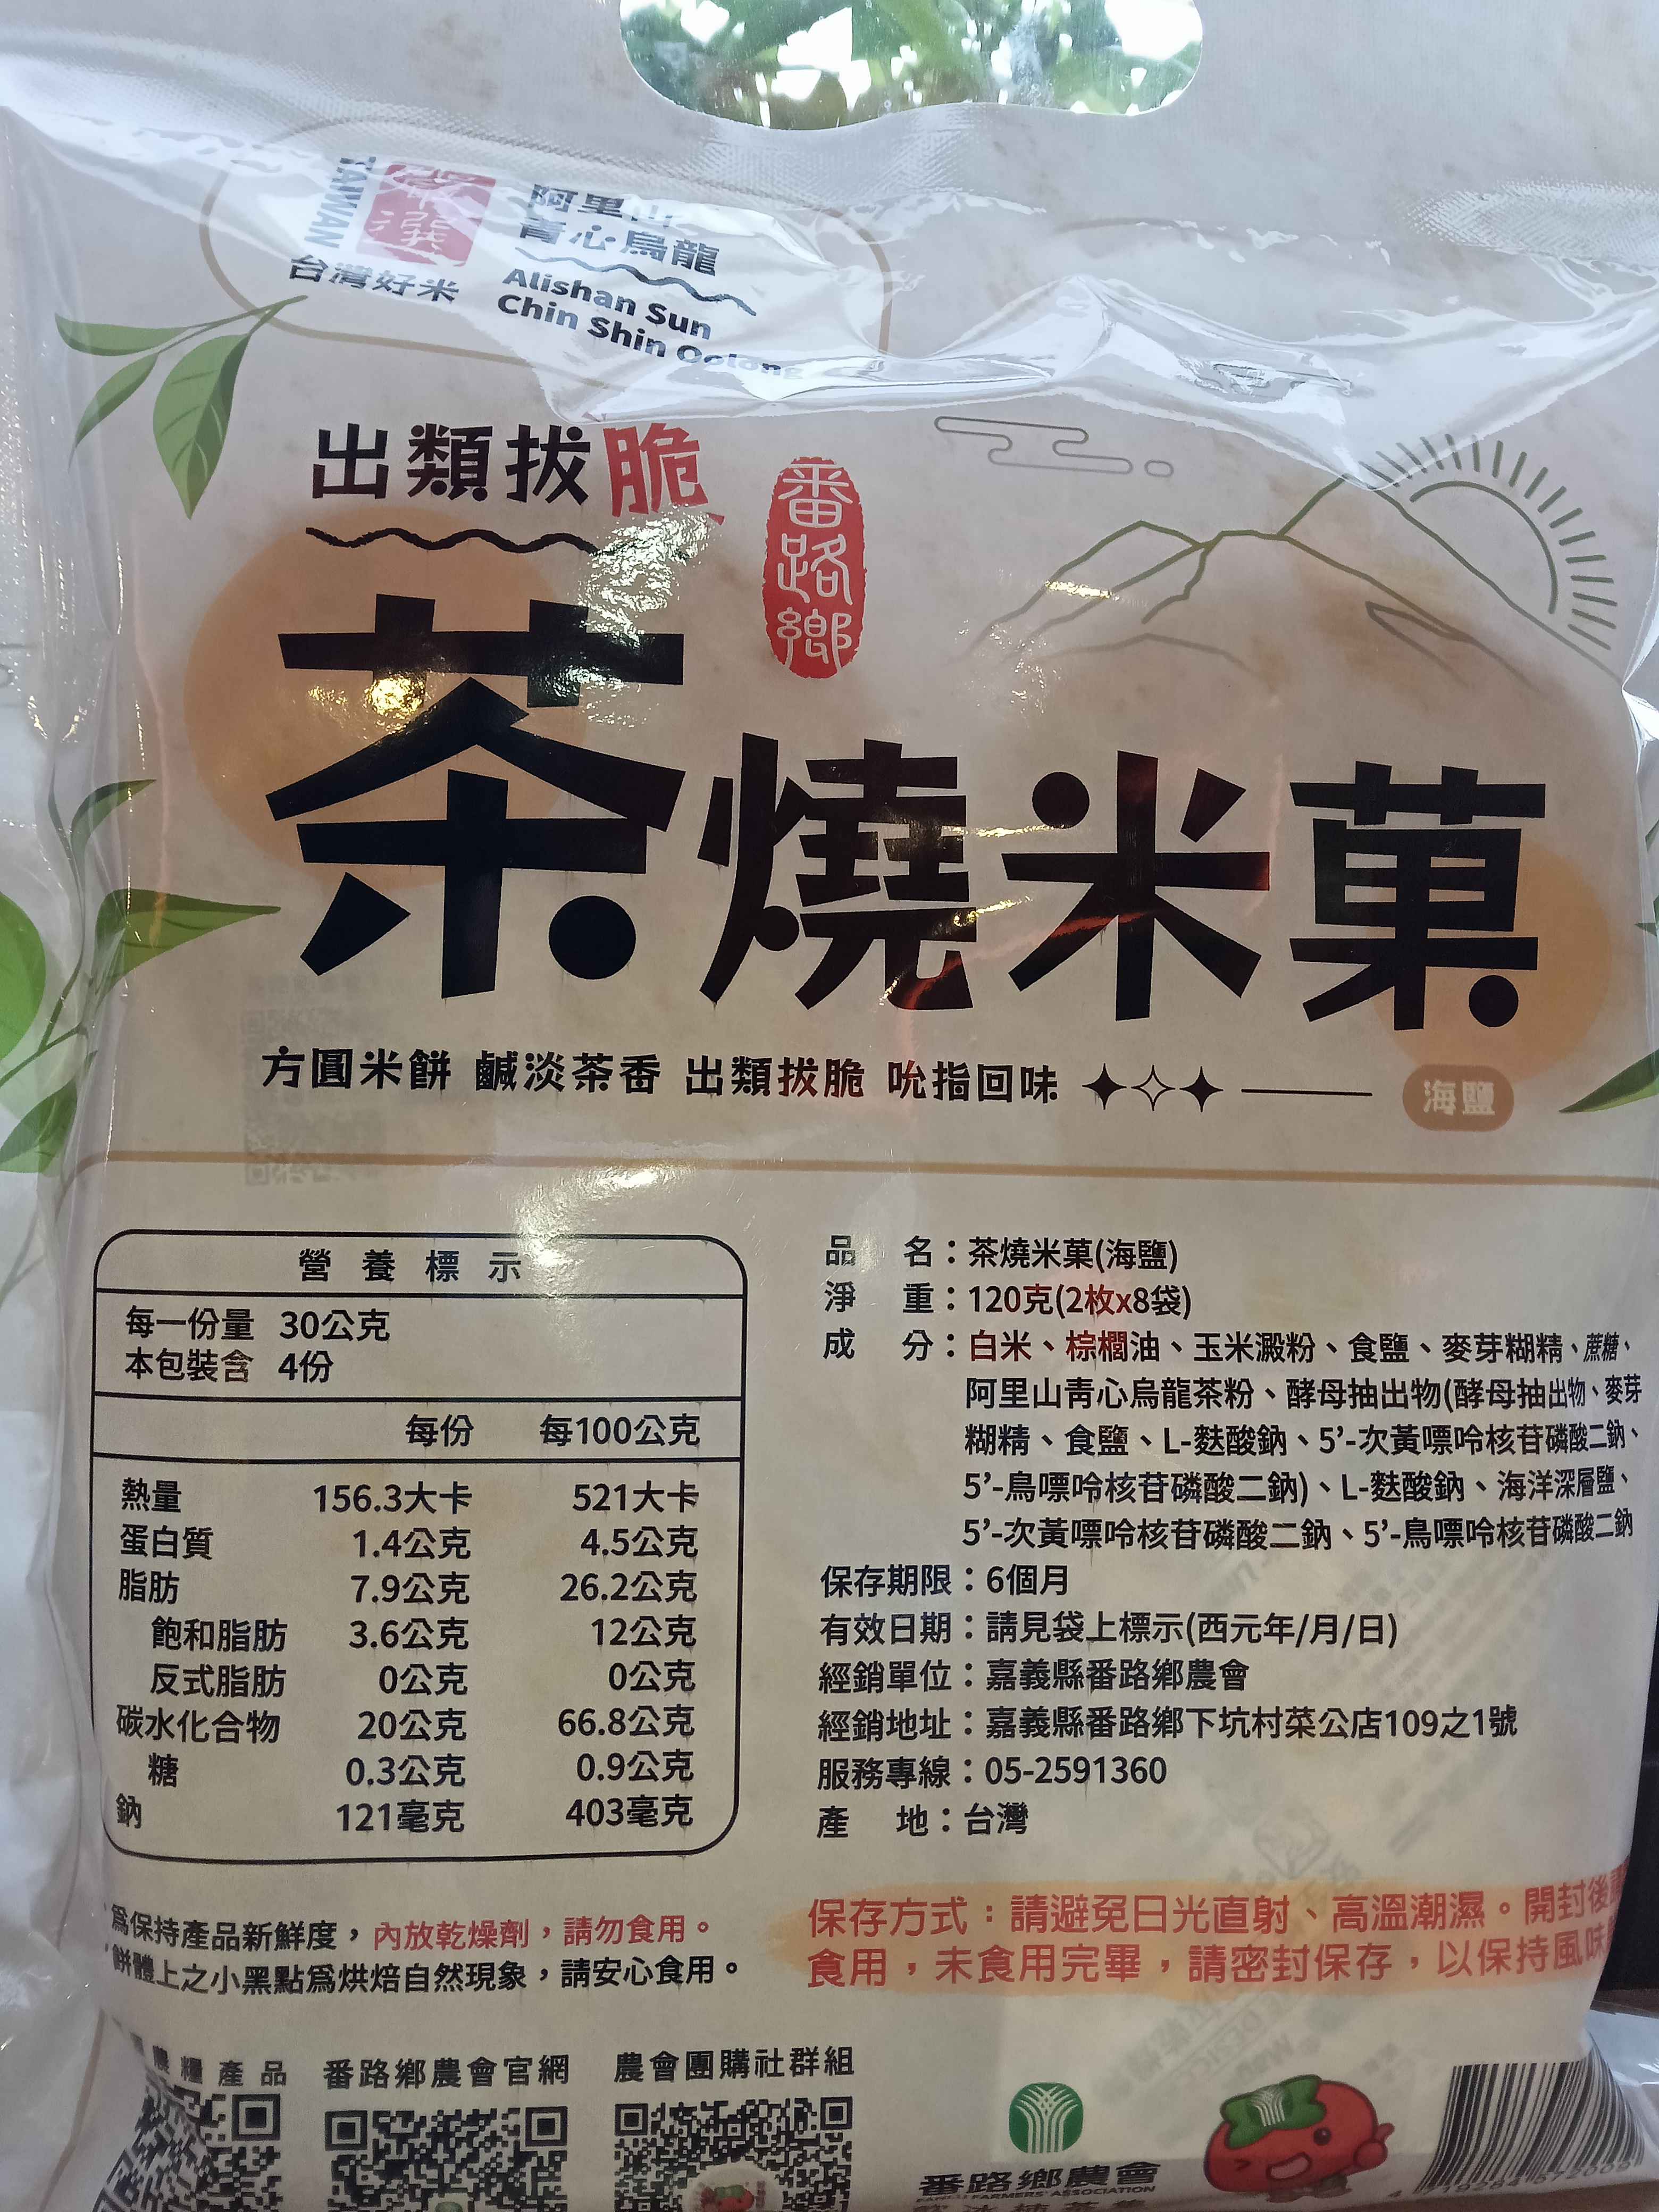 TAIWAN
嚴選
台灣好米
阿里山
青心烏龍
Alishan Sun
Chin Shin Oolong
出類拔脆
番路鄉
茶燒米菓
方圓米餅 鹹淡茶香 出類拔脆 吮指回味
海鹽
營養標示
每一份量 30公克
本包裝含 4份
每份 每100公克
熱量 156.3大卡 521大卡
蛋白質 1.4公克 4.5公克
脂肪 7.9公克 26.2公克
飽和脂肪 3.6公克 12公克
反式脂肪 0公克 0公克
碳水化合物 20公克 66.8公克
糖 0.3公克 0.9公克
鈉 121毫克 403毫克
品名：茶燒米菓(海鹽)
淨重：120克(2枚x8袋)
成分：白米、棕櫚油、玉米澱粉、食鹽、麥芽糊精、蔗糖、
阿里山青心烏龍茶粉、酵母抽出物(酵母抽出物、麥芽
糊精、食鹽、L-麩酸鈉、5’-次黃嘌呤核苷磷酸二鈉、
5’-鳥嘌呤核苷磷酸二鈉)、L-麩酸鈉、海洋深層鹽、
5’-次黃嘌呤核苷磷酸二鈉、5’-鳥嘌呤核苷磷酸二鈉
保存期限：6個月
有效日期：請見袋上標示(西元年/月/日)
經銷單位：嘉義縣番路鄉農會
經銷地址：嘉義縣番路鄉下坑村菜公店109之1號
服務專線：05-2591360
產地：台灣
為保持產品新鮮度，內放乾燥劑，請勿食用。
餅體上之小黑點為烘焙自然現象，請安心食用。
保存方式：請避免日光直射、高溫潮濕。開封後
食用，未食用完畢，請密封保存，以保持風味
農糧產品
番路鄉農會官網
農會團購社群組
番路鄉農會
FANLU FARMERS' ASSOCIATION